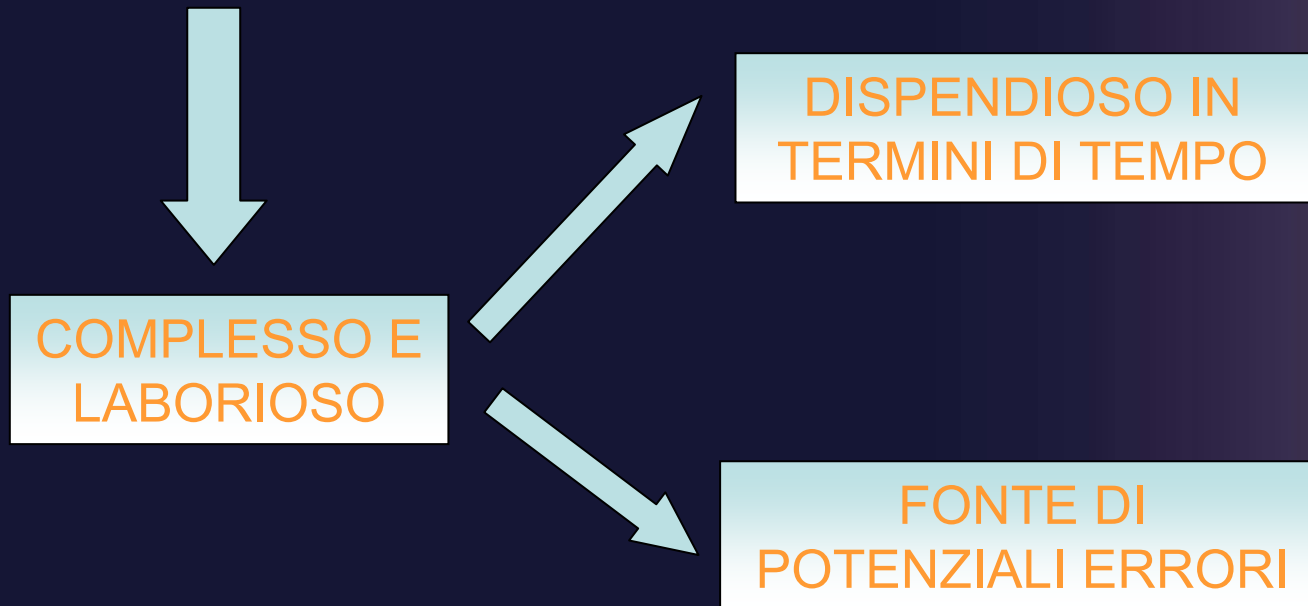 DISPENDIOSO IN
TERMINI DI TEMPO
COMPLESSO E
LABORIOSO
FONTE DI
POTENZIALI ERRORI